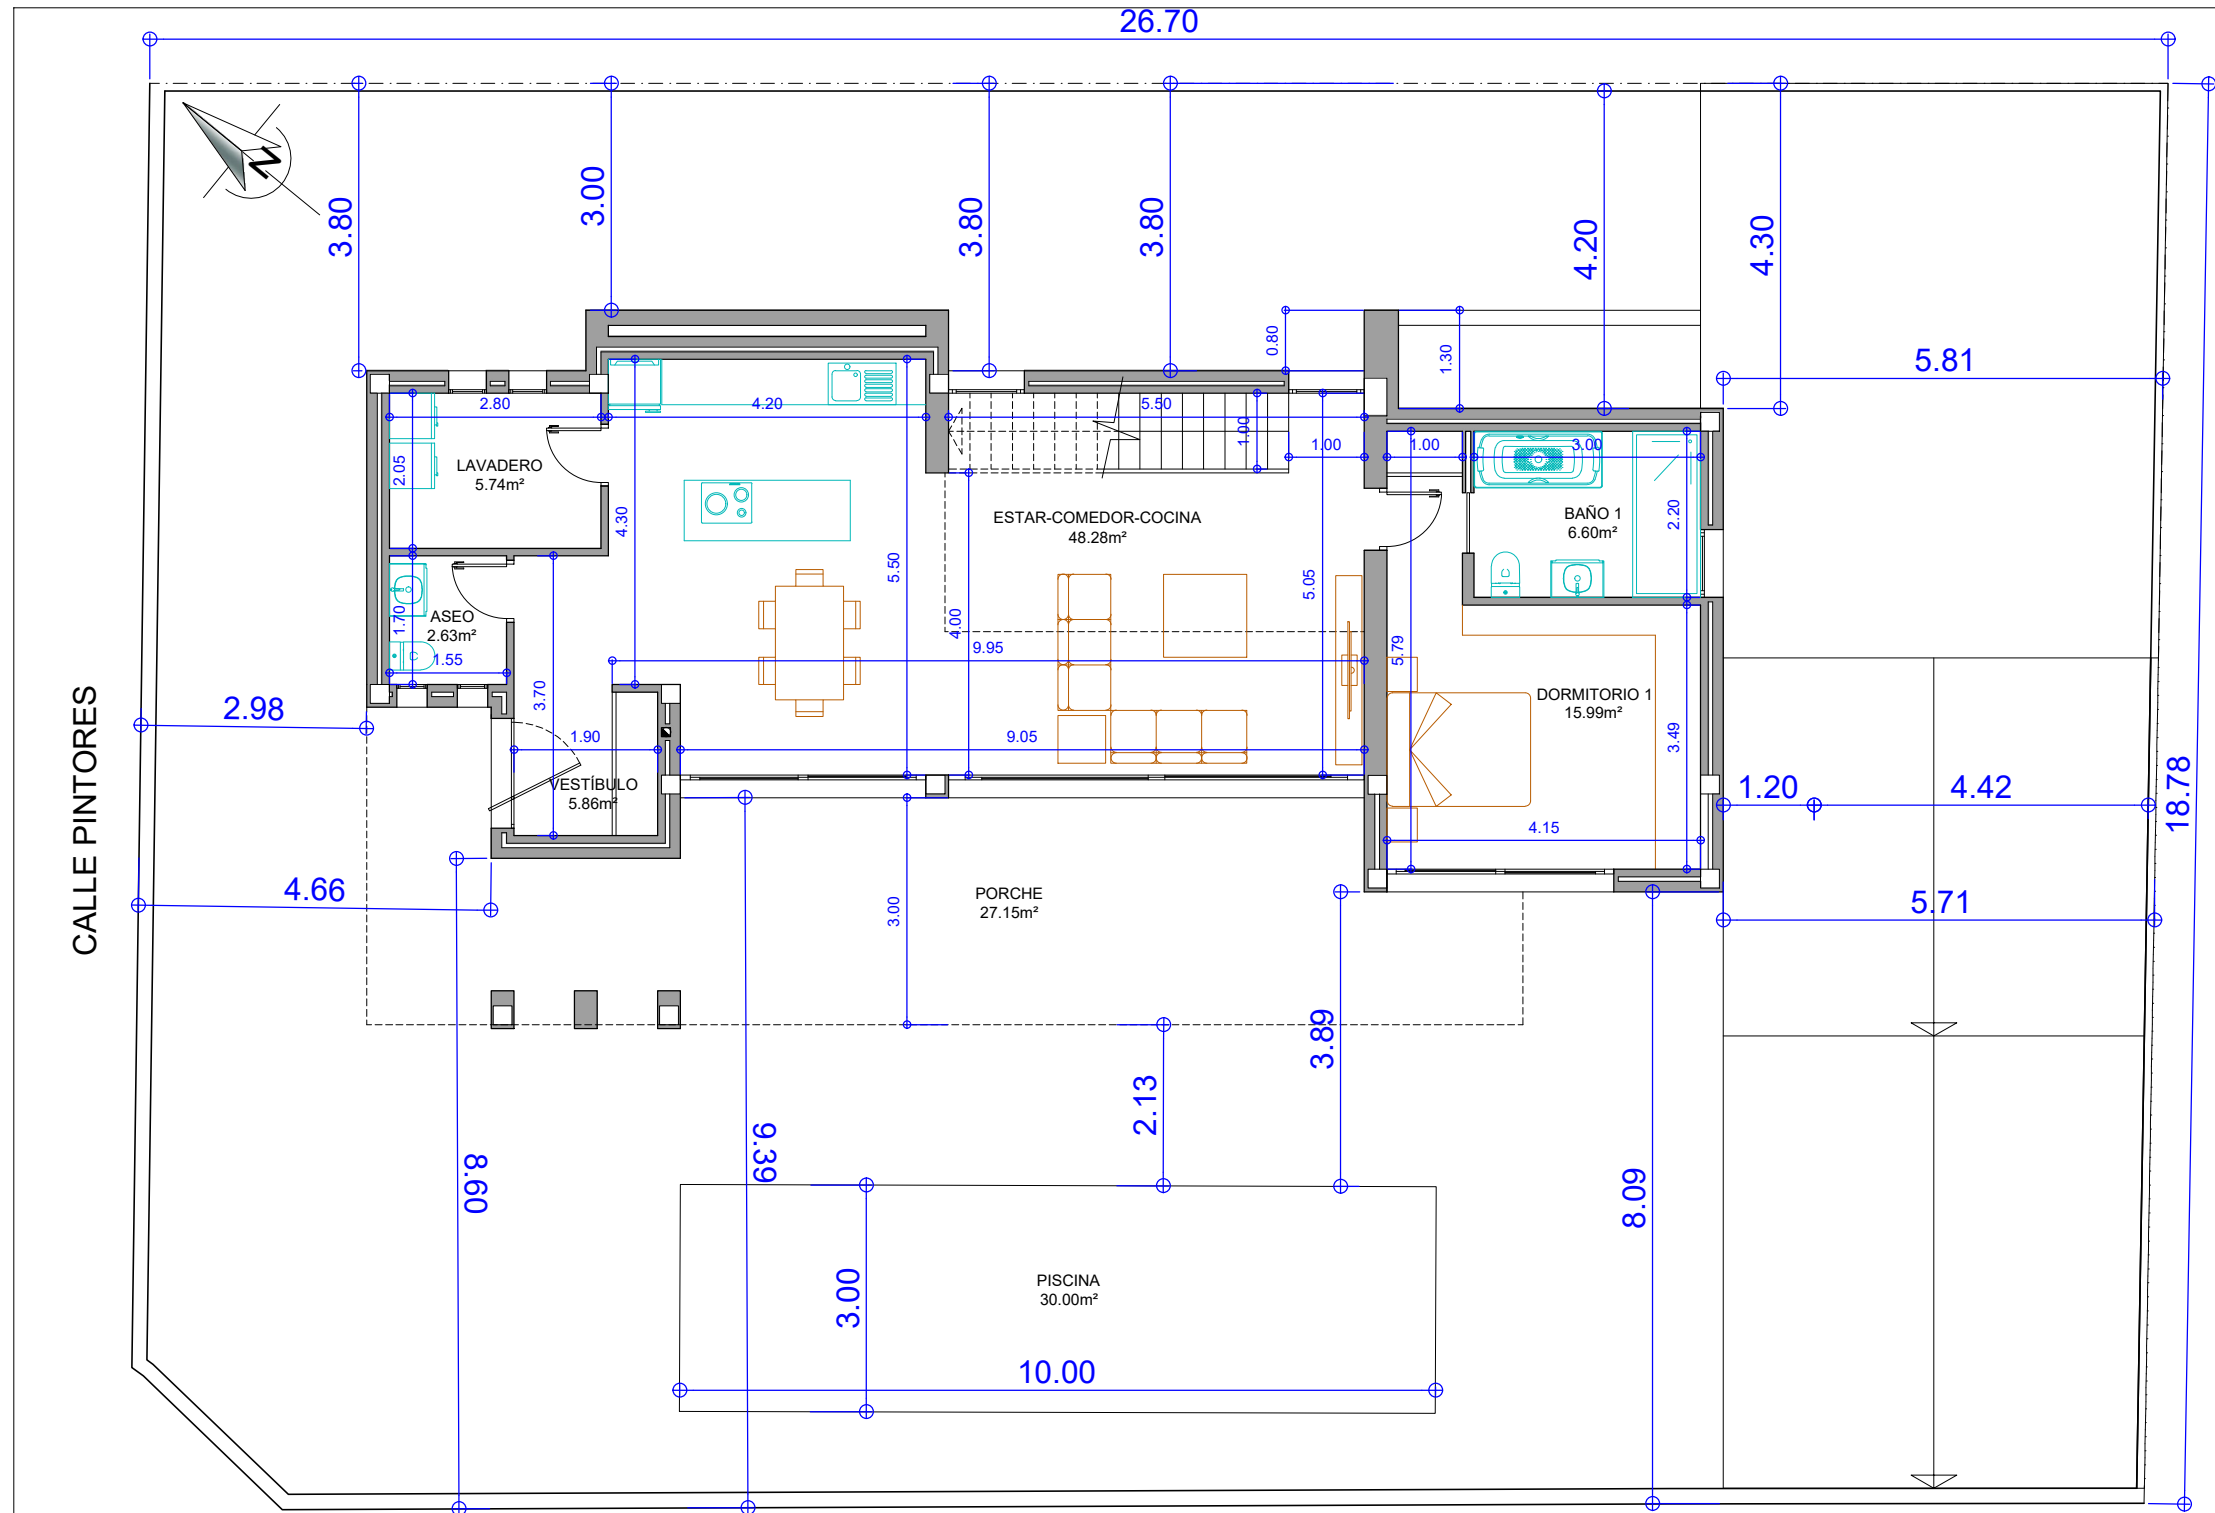 26.70
N
3.80
3.00
3.80
3.80
4.20
4.30
0.80
1.30
5.81
2.80
4.20
5.50
1.00
1.00
1.00
3.00
LAVADERO
5.74m²
2.05
4.30
5.50
ESTAR-COMEDOR-COCINA
48.28m²
5.05
BAÑO 1
6.60m²
2.20
ASEO
2.63m²
1.70
1.55
4.00
9.95
5.79
3.70
DORMITORIO 1
15.99m²
3.49
CALLE PINTORES
2.98
1.90
9.05
VESTÍBULO
5.86m²
1.20
4.42
18.78
4.15
4.66
PORCHE
27.15m²
3.00
5.71
3.89
2.13
8.60
9.39
8.09
PISCINA
30.00m²
3.00
10.00